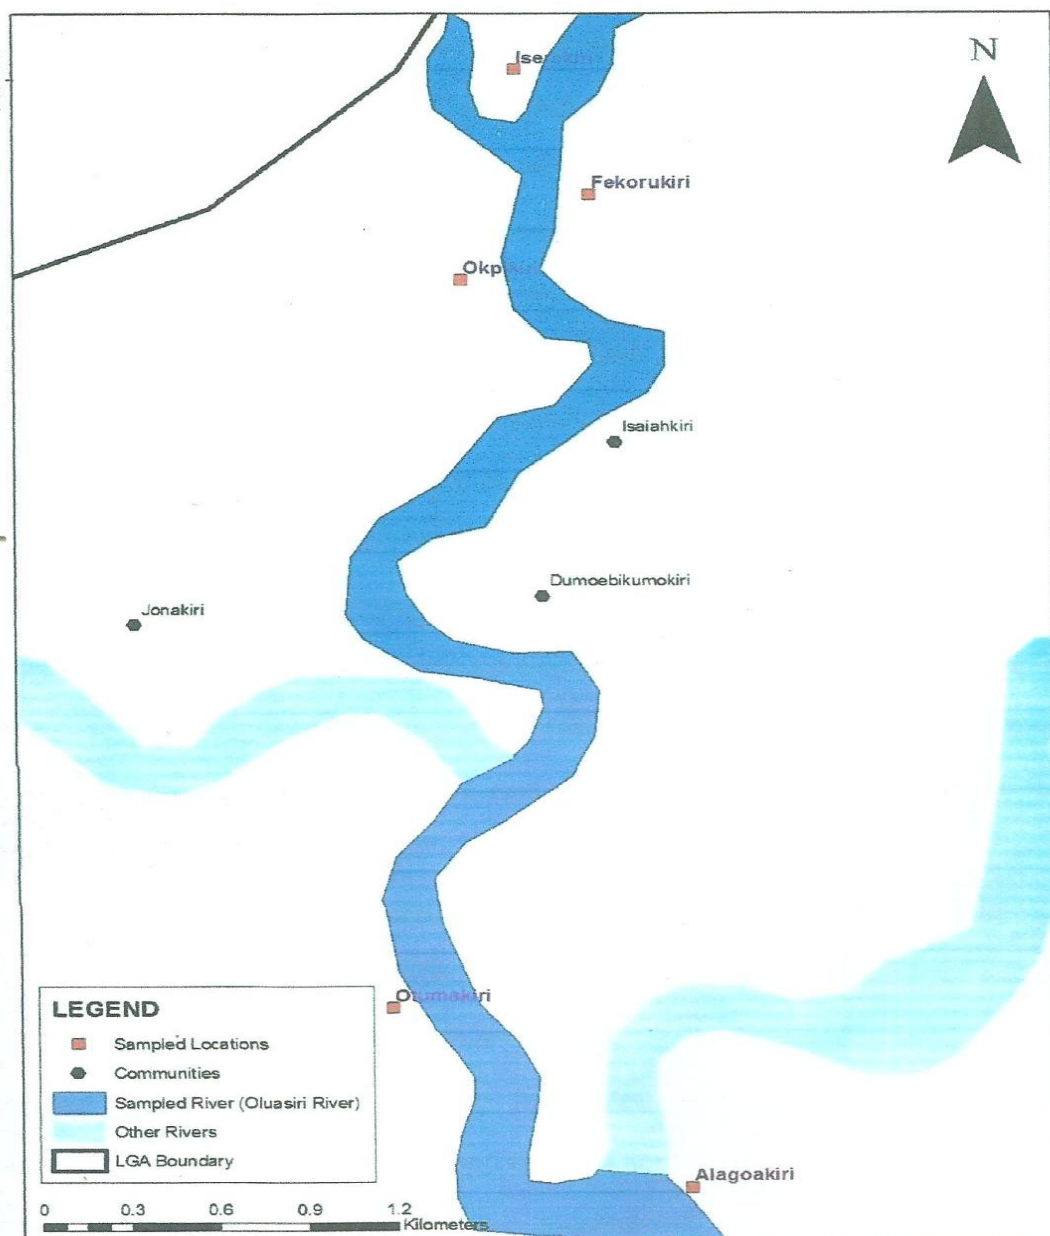 N
Fekorukiri
Isaiahkiri
Dumoebikumokiri
Jonakiri
Otumakiri
LEGEND
Sampled Locations
Communities
Sampled River (Oluasiri River)
Other Rivers
LGA Boundary
Alagoakiri
0 0.3 0.6 0.9 1.2
Kilometers